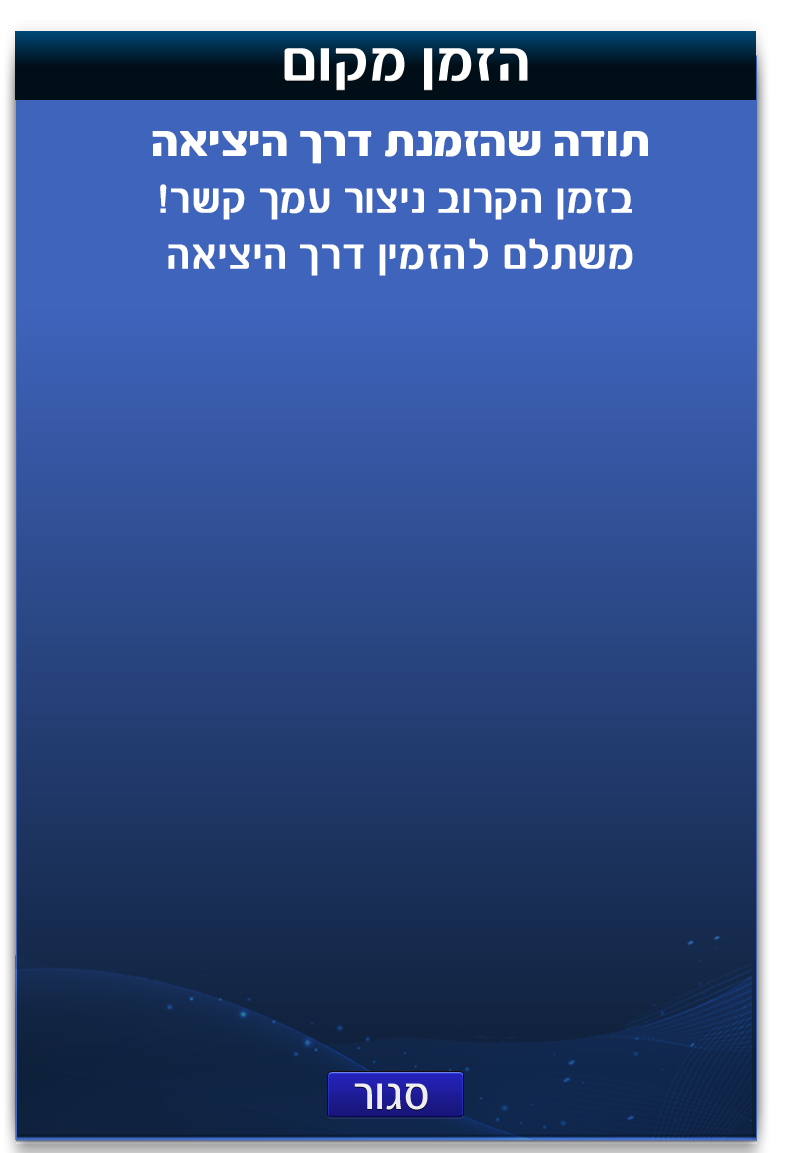 הזמן מקום
תודה שהזמנת דרך היציאה
בזמן הקרוב ניצור עמך קשר!
משתלם להזמין דרך היציאה
סגור